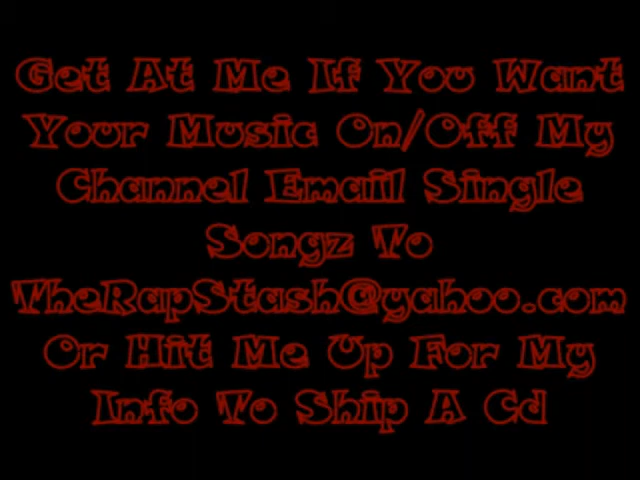 Get At Me If You Want
Your Music On/Off My
Channel Email Single
Songz To
TheRapStash@yahoo.com
Or Hit Me Up For My
Info To Ship A Cd